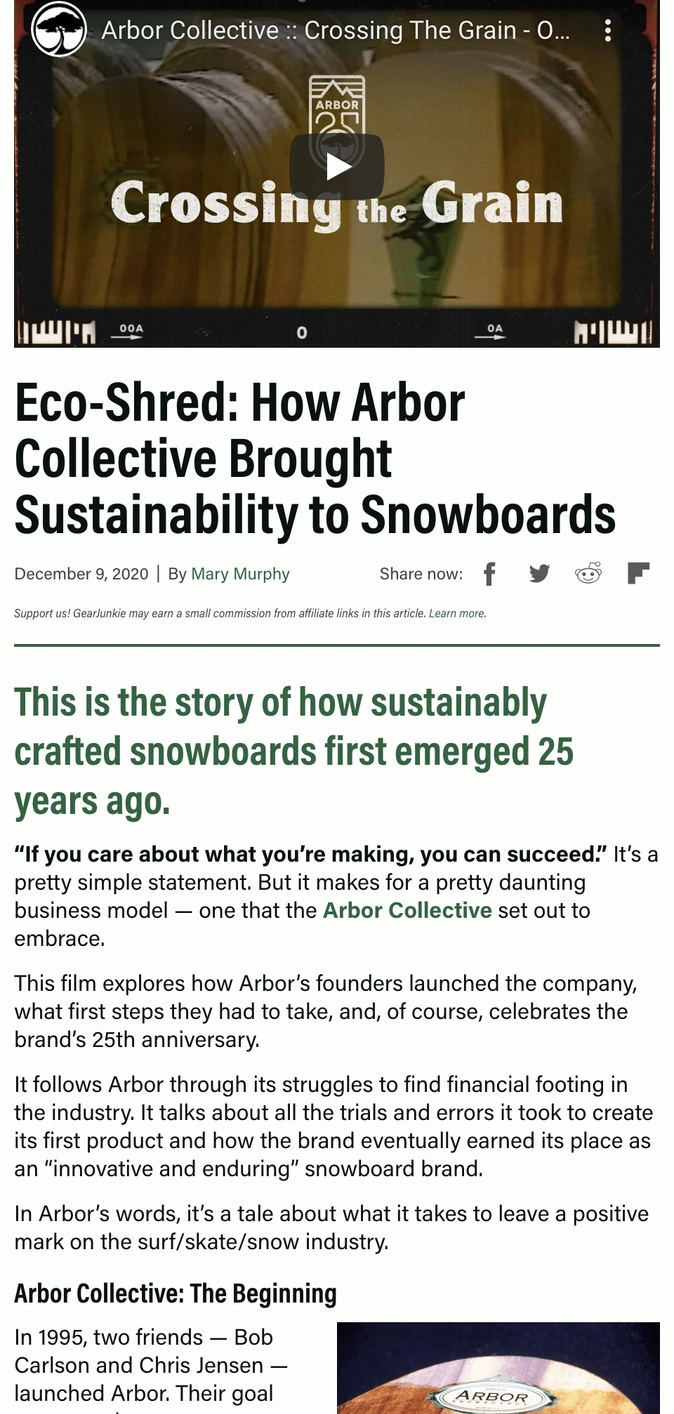 Arbor Collective :: Crossing The Grain - O...
ARBOR
25
Crossing the Grain
00A
0
0A
Eco-Shred: How Arbor
Collective Brought
Sustainability to Snowboards
December 9, 2020 | By Mary Murphy
Share now:
Support us! GearJunkie may earn a small commission from affiliate links in this article. Learn more.
This is the story of how sustainably
crafted snowboards first emerged 25
years ago.
“If you care about what you’re making, you can succeed.” It’s a
pretty simple statement. But it makes for a pretty daunting
business model — one that the Arbor Collective set out to
embrace.
This film explores how Arbor’s founders launched the company,
what first steps they had to take, and, of course, celebrates the
brand’s 25th anniversary.
It follows Arbor through its struggles to find financial footing in
the industry. It talks about all the trials and errors it took to create
its first product and how the brand eventually earned its place as
an “innovative and enduring” snowboard brand.
In Arbor’s words, it’s a tale about what it takes to leave a positive
mark on the surf/skate/snow industry.
Arbor Collective: The Beginning
In 1995, two friends — Bob
Carlson and Chris Jensen —
launched Arbor. Their goal
ARBOR